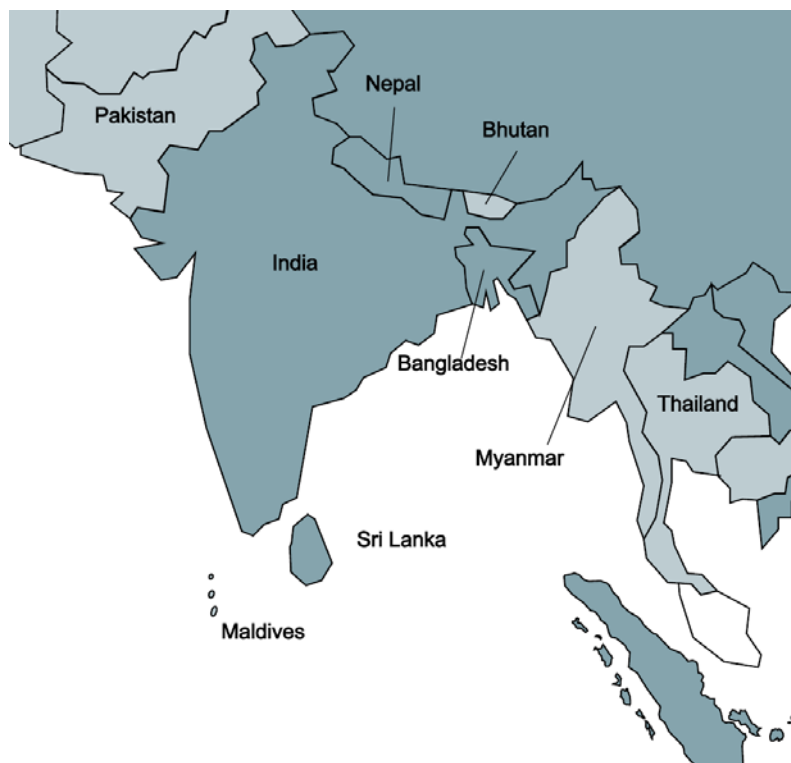 Nepal
Pakistan
Bhutan
India
Bangladesh
Thailand
Myanmar
Sri Lanka
Maldives